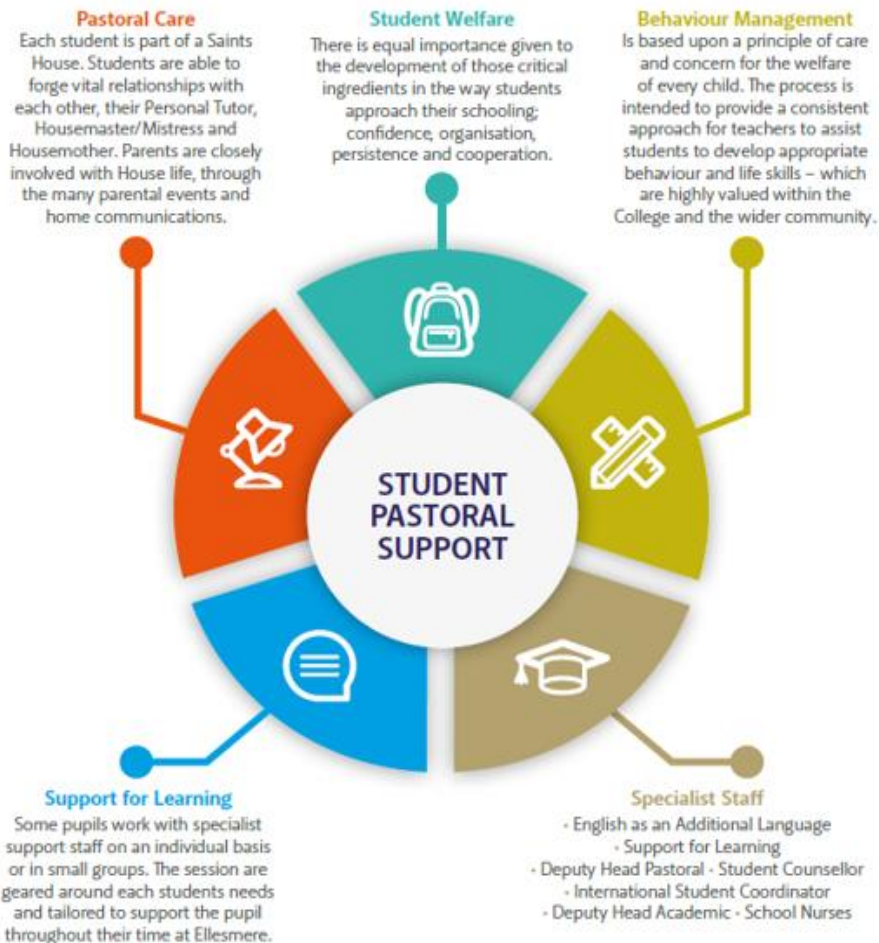 Pastoral Care
Each student is part of a Saints
House. Students are able to
forge vital relationships with
each other, their Personal Tutor,
Housemaster/Mistress and
Housemother. Parents are closely
involved with House life, through
the many parental events and
home communications.
Student Welfare
There is equal importance given to
the development of those critical
ingredients in the way students
approach their schooling;
confidence, organisation,
persistence and cooperation.
Behaviour Management
Is based upon a principle of care
and concern for the welfare
of every child. The process is
intended to provide a consistent
approach for teachers to assist
students to develop appropriate
behaviour and life skills – which
are highly valued within the
College and the wider community.
STUDENT
PASTORAL
SUPPORT
Support for Learning
Some pupils work with specialist
support staff on an individual basis
or in small groups. The session are
geared around each students needs
and tailored to support the pupil
throughout their time at Ellesmere.
Specialist Staff
• English as an Additional Language
• Support for Learning
• Deputy Head Pastoral • Student Counsellor
• International Student Coordinator
• Deputy Head Academic • School Nurses